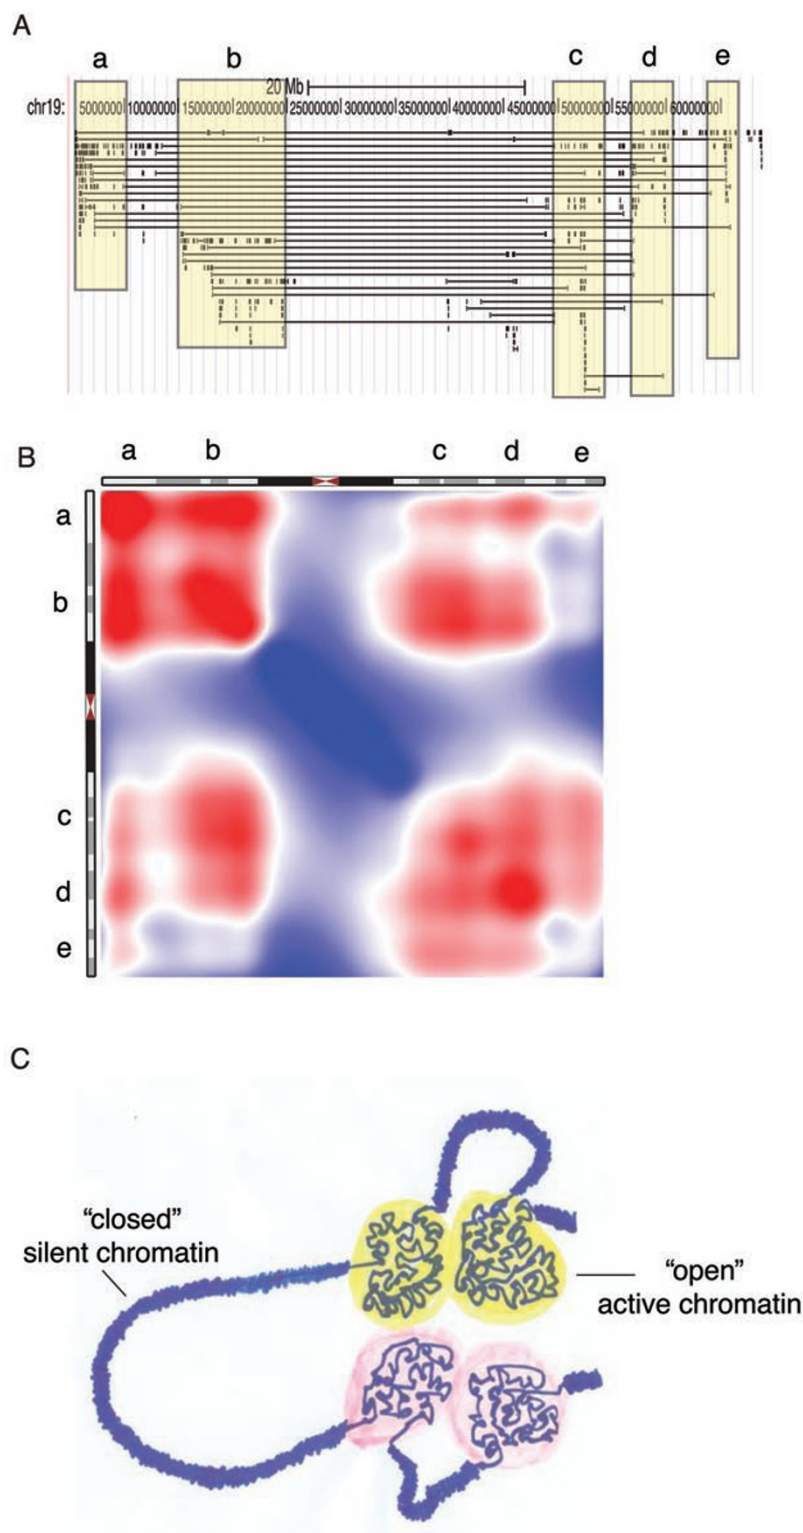 A
a b c d e
20 Mb
chr19: 5000000 10000000 15000000 20000000 25000000 30000000 35000000 40000000 45000000 50000000 55000000 60000000
B
a b c d e
a
b
c
d
e
C
“closed”
silent chromatin
“open”
active chromatin